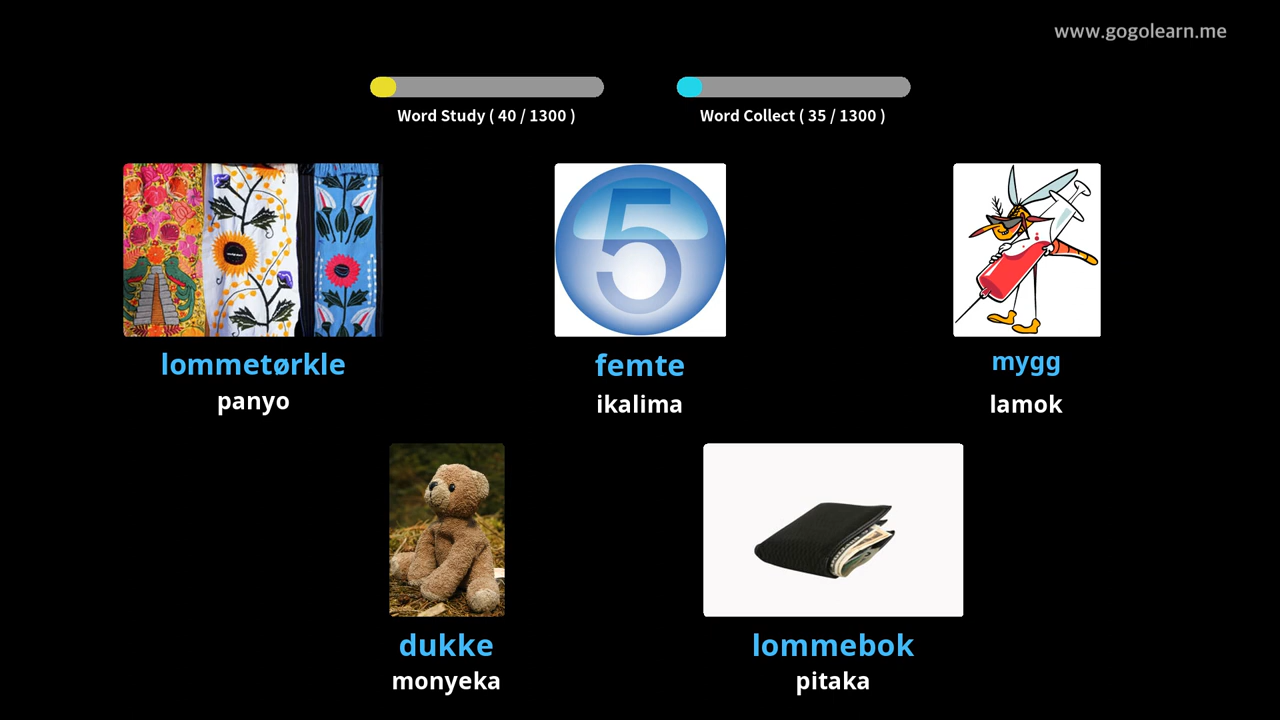 www.gogolearn.me
Word Study ( 40 / 1300 )
Word Collect ( 35 / 1300 )
5
lommetørkle
panyo
femte
ikalima
mygg
lamok
dukke
monyeka
lommebok
pitaka